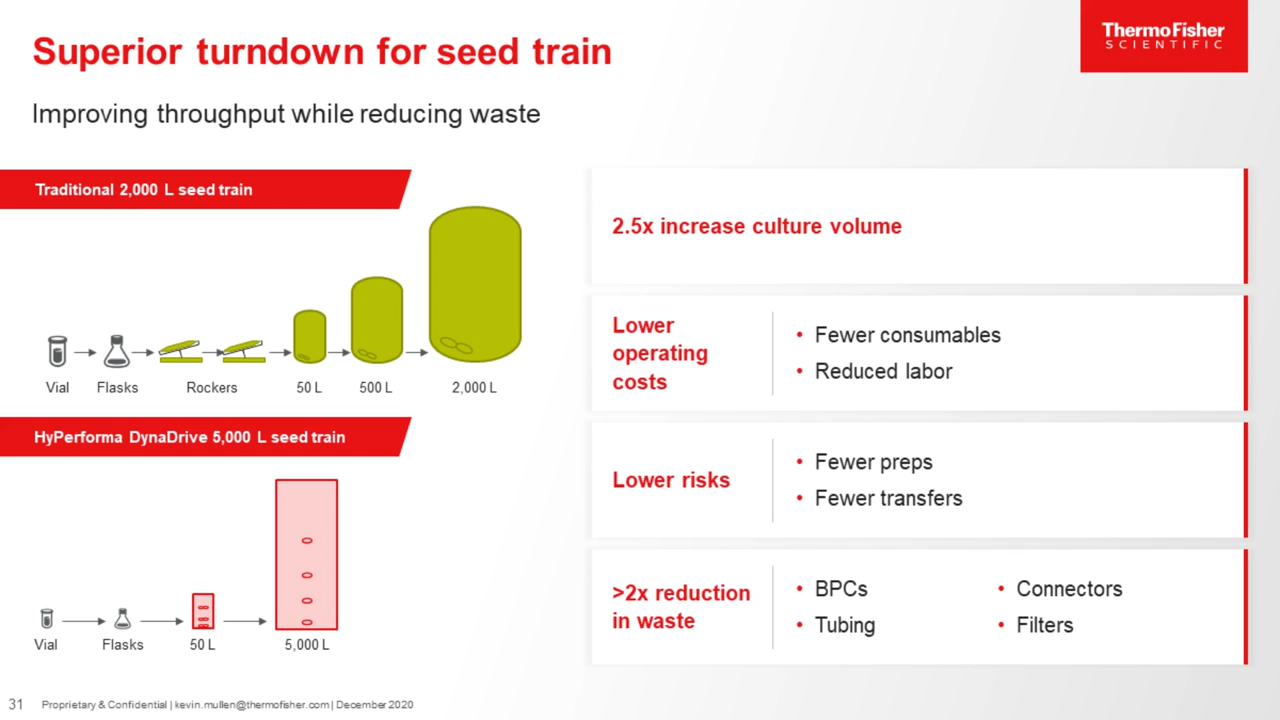 Superior turndown for seed train
ThermoFisher
SCIENTIFIC
Improving throughput while reducing waste
Traditional 2,000 L seed train
Vial
Flasks
Rockers
50 L
500 L
2,000 L
HyPerforma DynaDrive 5,000 L seed train
Vial
Flasks
50 L
5,000 L
2.5x increase culture volume
Lower
operating
costs
• Fewer consumables
• Reduced labor
Lower risks
• Fewer preps
• Fewer transfers
>2x reduction
in waste
• BPCs
• Tubing
• Connectors
• Filters
31 Proprietary & Confidential | kevin.mullen@thermofisher.com | December 2020